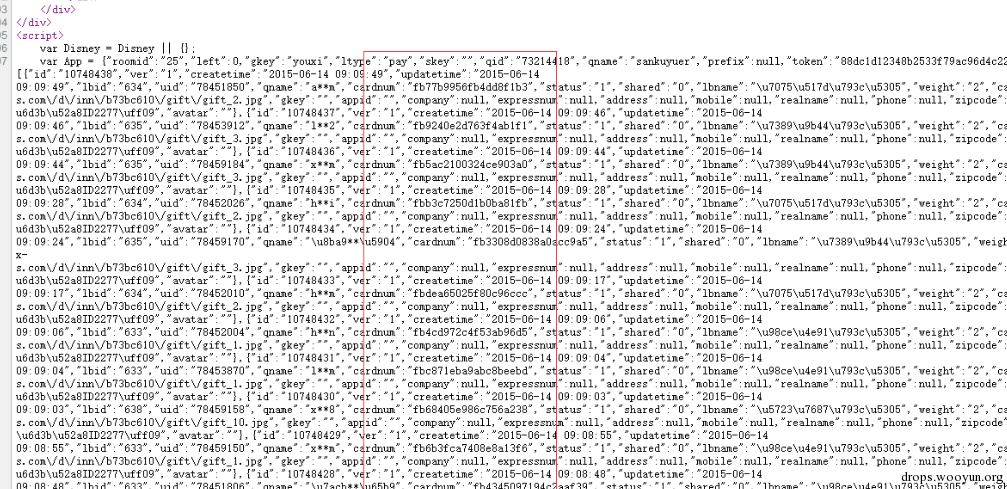 03 </div>
04 </div>
05 <script>
06 var Disney = Disney || {};
07 var App = {"roomid":"25","left":0,"gkey":"youxi","ltype":"pay","skey":"","qid":"73214418","qname":"sankuyuer","prefix":null,"token":"88dc1d12348b2533f79ac96d4c22
[{"id":"10748438","ver":"1","createtime":"2015-06-14 09:09:49","updatetime":"2015-06-14
09:09:49","lbid":"634","uid":"78451850","qname":"a**m","cardnum":"fb77b9956fb4dd8f1b3","status":"1","shared":"0","lbname":"\u7075\u517d\u793c\u5305","weight":"2","ca
s.com\/d\/inn\/b73bc610\/gift\/gift_2.jpg","gkey":"","appid":"","company":null,"expressnum":null,"address":null,"mobile":null,"realname":null,"phone":null,"zipcode"
u6d3b\u52a8ID2277\uff09","avatar":""},{"id":"10748437","ver":"1","createtime":"2015-06-14 09:09:46","updatetime":"2015-06-14
09:09:46","lbid":"635","uid":"78453912","qname":"1**2","cardnum":"fb9240e2d763f4abif1","status":"1","shared":"0","lbname":"\u7389\u9b44\u793c\u5305","weight":"2","ca
s.com\/d\/inn\/b73bc610\/gift\/gift_3.jpg","gkey":"","appid":"","company":null,"expressnum":null,"address":null,"mobile":null,"realname":null,"phone":null,"zipcode"
u6d3b\u52a8ID2277\uff09","avatar":""},{"id":"10748436","ver":"1","createtime":"2015-06-14 09:09:44","updatetime":"2015-06-14
09:09:44","lbid":"635","uid":"78459184","qname":"x**m","cardnum":"fb5ac2100324ce903a0","status":"1","shared":"0","lbname":"\u7389\u9b44\u793c\u5305","weight":"2","ca
s.com\/d\/inn\/b73bc610\/gift\/gift_3.jpg","gkey":"","appid":"","company":null,"expressnum":null,"address":null,"mobile":null,"realname":null,"phone":null,"zipcode"
u6d3b\u52a8ID2277\uff09","avatar":""},{"id":"10748435","ver":"1","createtime":"2015-06-14 09:09:28","updatetime":"2015-06-14
09:09:28","lbid":"634","uid":"78452026","qname":"h**i","cardnum":"fbb3c7250d1b0ba81fb","status":"1","shared":"0","lbname":"\u7075\u517d\u793c\u5305","weight":"2","ca
s.com\/d\/inn\/b73bc610\/gift\/gift_2.jpg","gkey":"","appid":"","company":null,"expressnum":null,"address":null,"mobile":null,"realname":null,"phone":null,"zipcode"
u6d3b\u52a8ID2277\uff09","avatar":""},{"id":"10748434","ver":"1","createtime":"2015-06-14 09:09:24","updatetime":"2015-06-14
09:09:24","lbid":"635","uid":"78459170","qname":"\u8ba9**\u5904","cardnum":"fb3308d0838a0acc9a5","status":"1","shared":"0","lbname":"\u7389\u9b44\u793c\u5305","weigh
x-
s.com\/d\/inn\/b73bc610\/gift\/gift_3.jpg","gkey":"","appid":"","company":null,"expressnum":null,"address":null,"mobile":null,"realname":null,"phone":null,"zipcode"
u6d3b\u52a8ID2277\uff09","avatar":""},{"id":"10748433","ver":"1","createtime":"2015-06-14 09:09:17","updatetime":"2015-06-14
09:09:17","lbid":"634","uid":"78452010","qname":"h**n","cardnum":"fbdea65025f80c96ccc","status":"1","shared":"0","lbname":"\u7075\u517d\u793c\u5305","weight":"2","ca
s.com\/d\/inn\/b73bc610\/gift\/gift_2.jpg","gkey":"","appid":"","company":null,"expressnum":null,"address":null,"mobile":null,"realname":null,"phone":null,"zipcode"
u6d3b\u52a8ID2277\uff09","avatar":""},{"id":"10748432","ver":"1","createtime":"2015-06-14 09:09:06","updatetime":"2015-06-14
09:09:06","lbid":"633","uid":"78452004","qname":"h**n","cardnum":"fb4cd972c4f53ab96d5","status":"1","shared":"0","lbname":"\u98ce\u4e91\u793c\u5305","weight":"2","ca
s.com\/d\/inn\/b73bc610\/gift\/gift_1.jpg","gkey":"","appid":"","company":null,"expressnum":null,"address":null,"mobile":null,"realname":null,"phone":null,"zipcode"
u6d3b\u52a8ID2277\uff09","avatar":""},{"id":"10748431","ver":"1","createtime":"2015-06-14 09:09:04","updatetime":"2015-06-14
09:09:04","lbid":"633","uid":"78453870","qname":"1**m","cardnum":"fbc871eba9abc8beebd","status":"1","shared":"0","lbname":"\u98ce\u4e91\u793c\u5305","weight":"2","ca
s.com\/d\/inn\/b73bc610\/gift\/gift_1.jpg","gkey":"","appid":"","company":null,"expressnum":null,"address":null,"mobile":null,"realname":null,"phone":null,"zipcode"
u6d3b\u52a8ID2277\uff09","avatar":""},{"id":"10748430","ver":"1","createtime":"2015-06-14 09:09:03","updatetime":"2015-06-14
09:09:03","lbid":"638","uid":"78459158","qname":"x**8","cardnum":"fb68405e986c756a238","status":"1","shared":"0","lbname":"\u5723\u7687\u793c\u5305","weight":"2","c
s.com\/d\/inn\/b73bc610\/gift\/gift_10.jpg","gkey":"","appid":"","company":null,"expressnum":null,"address":null,"mobile":null,"realname":null,"phone":null,"zipcode
\u6d3b\u52a8ID2277\uff09","avatar":""},{"id":"10748429","ver":"1","createtime":"2015-06-14 09:08:55","updatetime":"2015-06-14
09:08:55","lbid":"633","uid":"78459150","qname":"x**m","cardnum":"fb6b3fca7408e8a13f6","status":"1","shared":"0","lbname":"\u98ce\u4e91\u793c\u5305","weight":"2","ca
s.com\/d\/inn\/b73bc610\/gift\/gift_1.jpg","gkey":"","appid":"","company":null,"expressnum":null,"address":null,"mobile":null,"realname":null,"phone":null,"zipcode"
u6d3b\u52a8ID2277\uff09","avatar":""},{"id":"10748428","ver":"1","createtime":"2015-06-14 09:08:48","updatetime":"2015-06-14
drops.wooyun.org